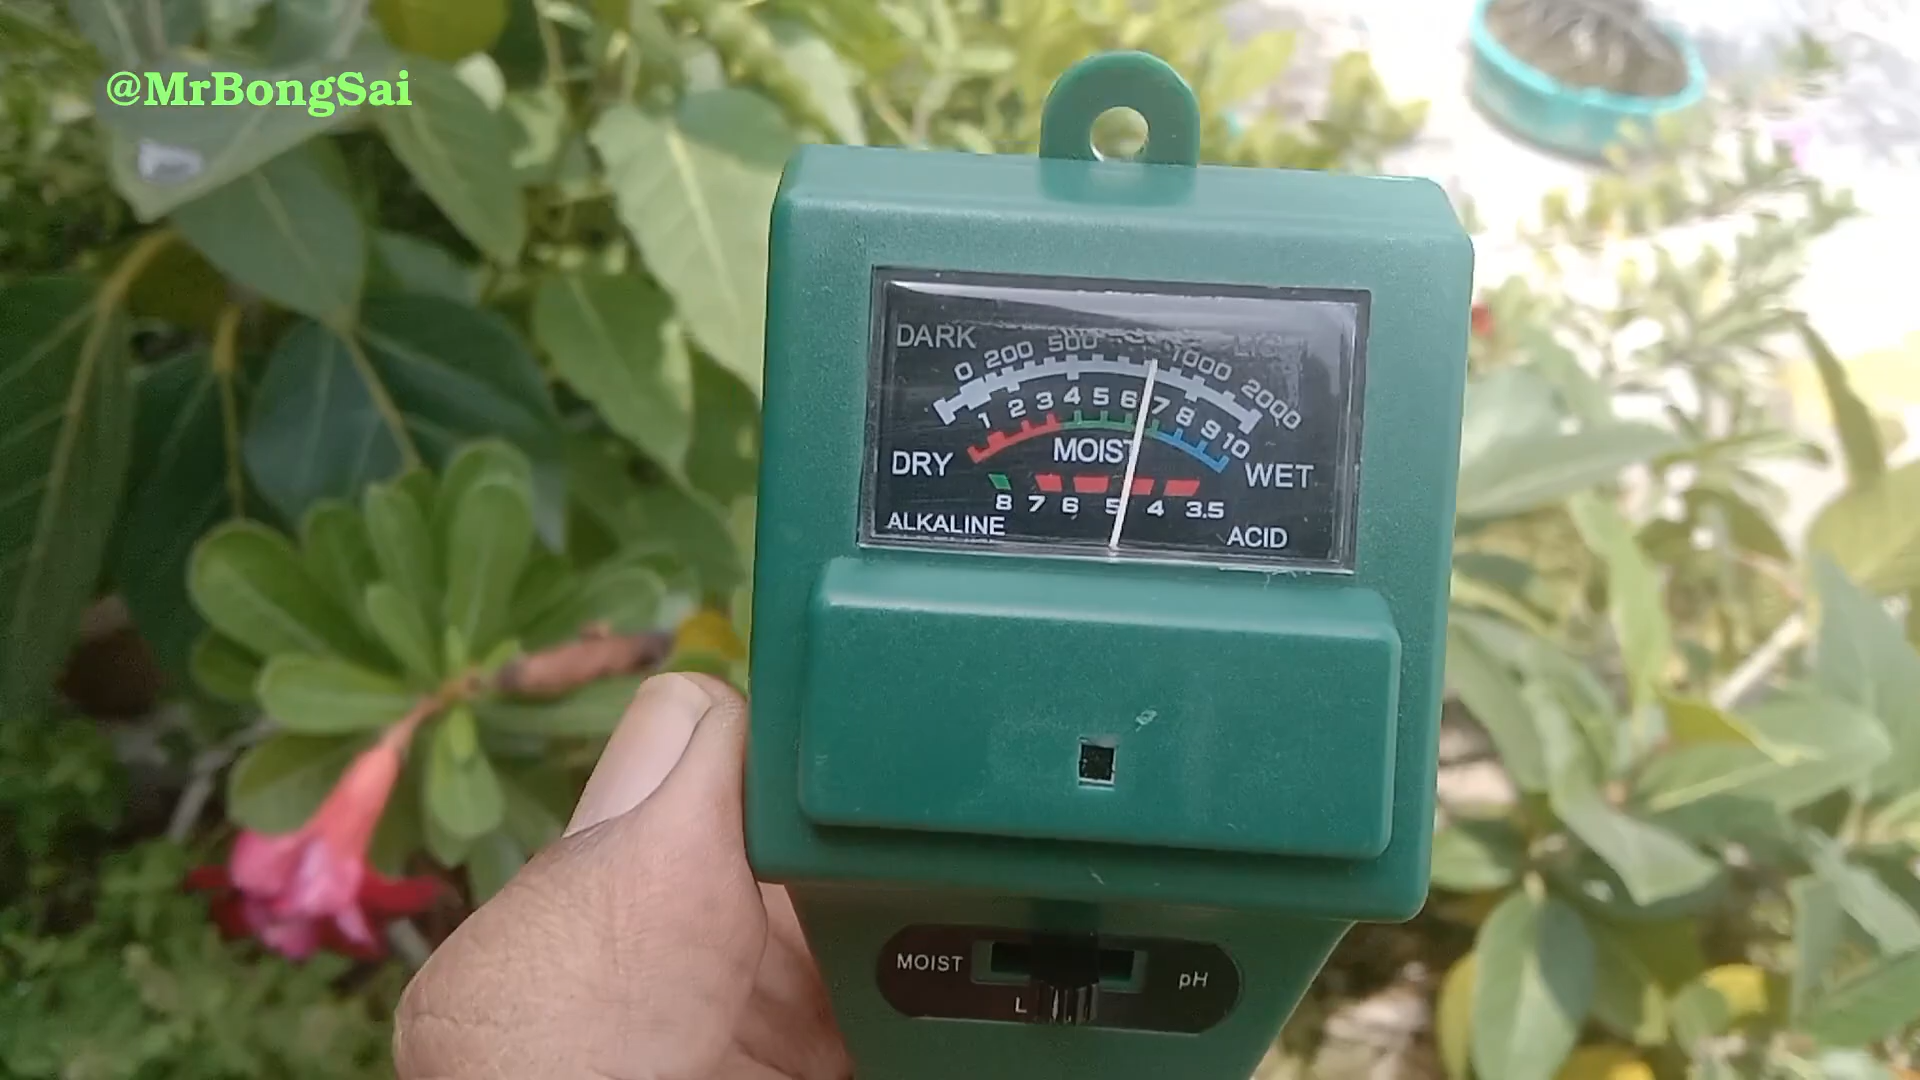 @MrBongSai
DARK
0 200 500 1000 2000
1 2 3 4 5 6 7 8 9 10
DRY MOIST WET
8 7 6 5 4 3.5
ALKALINE ACID
MOIST pH
L